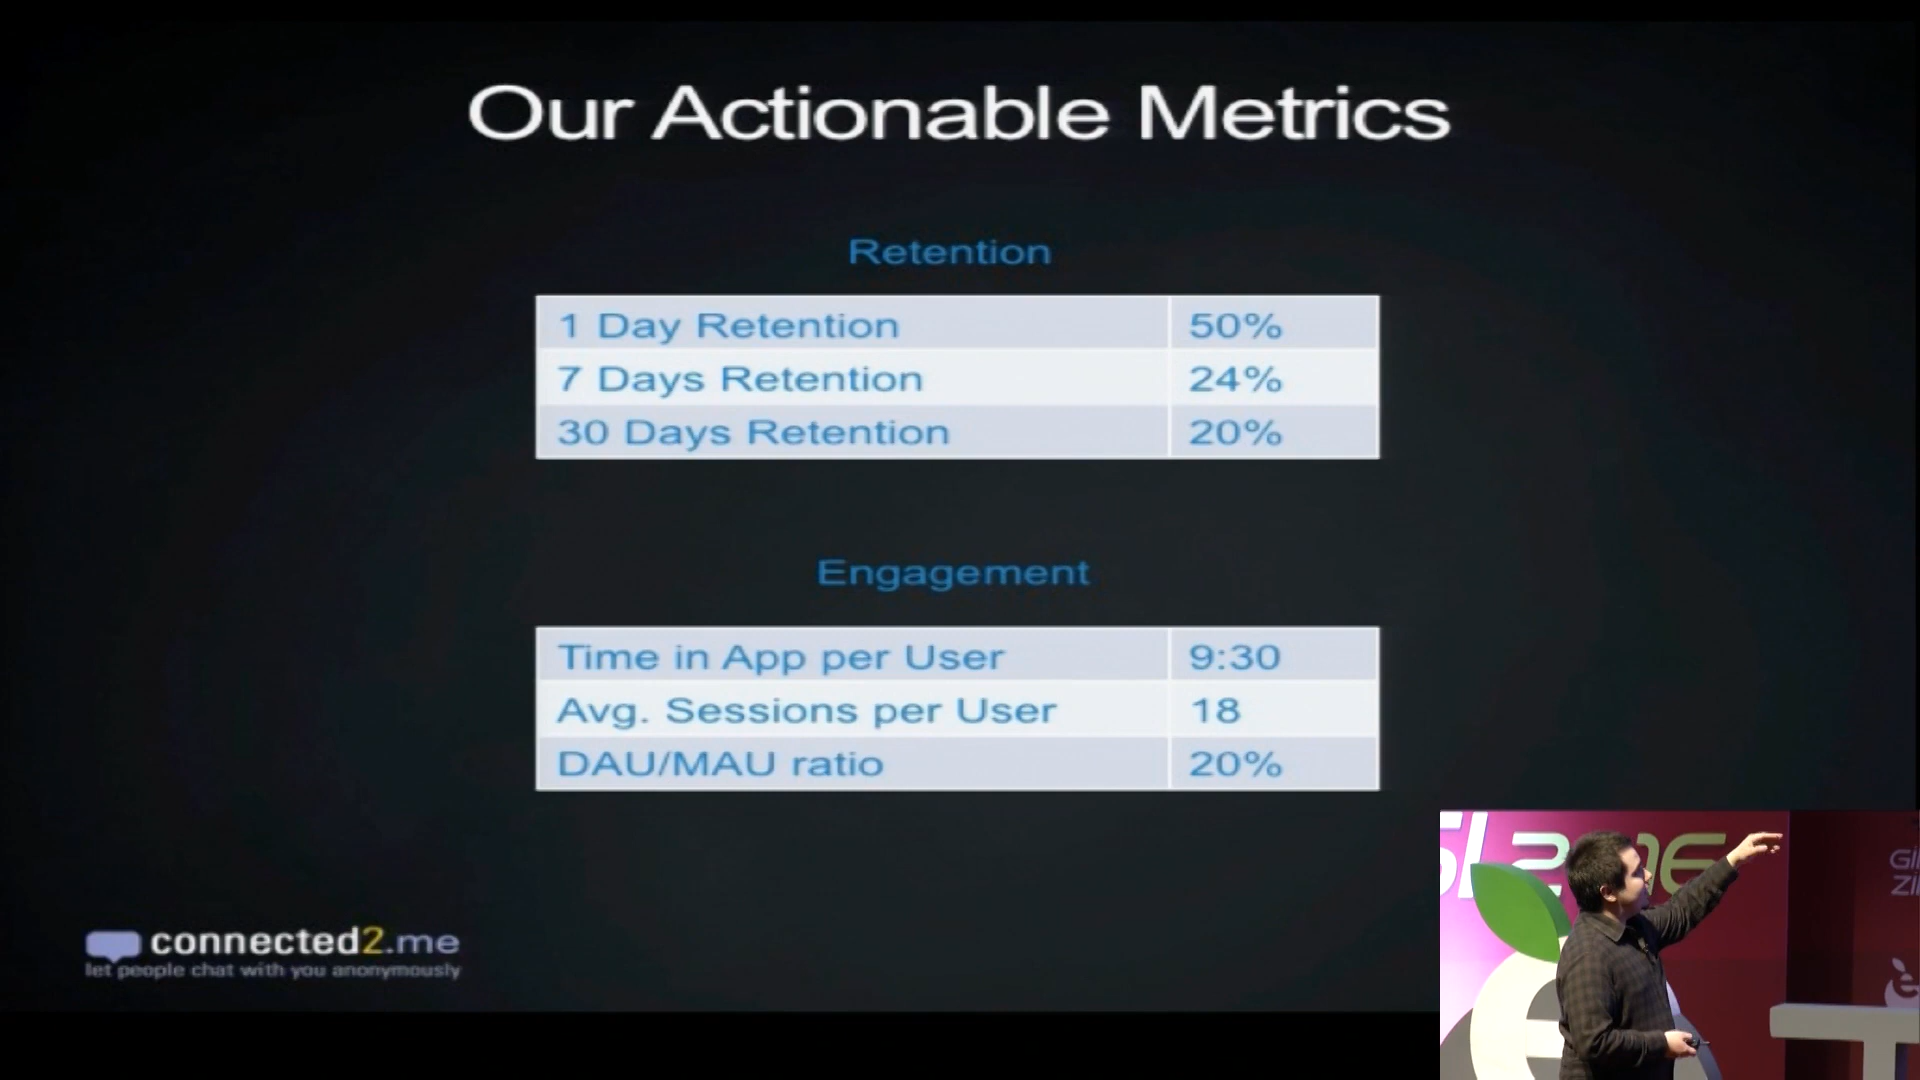 Our Actionable Metrics
Retention
1 Day Retention 50%
7 Days Retention 24%
30 Days Retention 20%
Engagement
Time in App per User 9:30
Avg. Sessions per User 18
DAU/MAU ratio 20%
connected2.me
let people chat with you anonymously